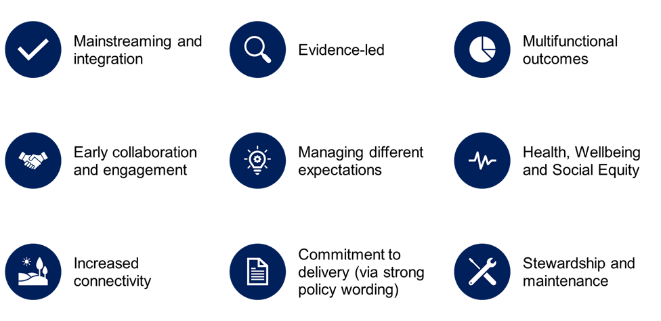 Mainstreaming and
integration
Evidence-led
Multifunctional
outcomes
Early collaboration
and engagement
Managing different
expectations
Health, Wellbeing
and Social Equity
Increased
connectivity
Commitment to
delivery (via strong
policy wording)
Stewardship and
maintenance